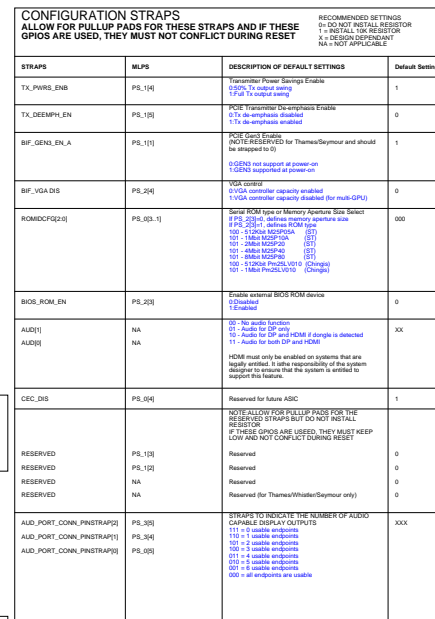 CONFIGURATION STRAPS
ALLOW FOR PULLUP PADS FOR THESE STRAPS AND IF THESE
GPIOS ARE USED, THEY MUST NOT CONFLICT DURING RESET
RECOMMENDED SETTINGS
0= DO NOT INSTALL RESISTOR
1 = INSTALL 10K RESISTOR
X = DESIGN DEPENDANT
NA = NOT APPLICABLE
STRAPS MLPS DESCRIPTION OF DEFAULT SETTINGS Default Settin
TX_PWRS_ENB PS_1[4] Transmitter Power Savings Enable 1
0:50% Tx output swing
1:Full Tx output swing
TX_DEEMPH_EN PS_1[5] PCIE Transmitter De-emphasis Enable 0
0:Tx de-emphasis disabled
1:Tx de-emphasis enabled
BIF_GEN3_EN_A PS_1[1] PCIE Gen3 Enable 1
(NOTE:RESERVED for Thames/Seymour and should
be strapped to 0)
0:GEN3 not support at power-on
1:GEN3 supported at power-on
BIF_VGA DIS PS_2[4] VGA control 0
0:VGA controller capacity enabled
1:VGA controller capacity disabled (for multi-GPU)
ROMIDCFG[2:0] PS_0[3..1] Serial ROM type or Memory Aperture Size Select 000
If PS_2[3]=0, defines memory aperture size
If PS_2[3]=1, defines ROM type
100 - 512Kbit M25P05A (ST)
101 - 1Mbit M25P10A (ST)
101 - 2Mbit M25P20 (ST)
101 - 4Mbit M25P40 (ST)
101 - 8Mbit M25P80 (ST)
100 - 512Kbit Pm25LV010 (Chingis)
101 - 1Mbit Pm25LV010 (Chingis)
BIOS_ROM_EN PS_2[3] Enable external BIOS ROM device 0
0:Disabled
1:Enabled
AUD[1] NA 00 - No audio function XX
01 - Audio for DP only
AUD[0] NA 10 - Audio for DP and HDMI if dongle is detected
11 - Audio for both DP and HDMI
HDMI must only be enabled on systems that are
legally entitled. It isthe responsibility of the system
designer to ensure that the system is entitled to
support this feature.
CEC_DIS PS_0[4] Reserved for future ASIC 1
NOTE:ALLOW FOR PULLUP PADS FOR THE
RESERVED STRAPS BUT DO NOT INSTALL
RESISTOR
IF THESE GPIOS ARE USEED, THEY MUST KEEP
LOW AND NOT CONFLICT DURING RESET
RESERVED PS_1[3] Reserved 0
RESERVED PS_1[2] Reserved 0
RESERVED NA Reserved 0
RESERVED NA Reserved (for Thames/Whistler/Seymour only) 0
AUD_PORT_CONN_PINSTRAP[2] PS_3[5] STRAPS TO INDICATE THE NUMBER OF AUDIO XXX
CAPABLE DISPLAY OUTPUTS
111 = 0 usable endpoints
AUD_PORT_CONN_PINSTRAP[1] PS_3[4] 110 = 1 usable endpoints
101 = 2 usable endpoints
100 = 3 usable endpoints
AUD_PORT_CONN_PINSTRAP[0] PS_0[5] 011 = 4 usable endpoints
010 = 5 usable endpoints
001 = 6 usable endpoints
000 = all endpoints are usable